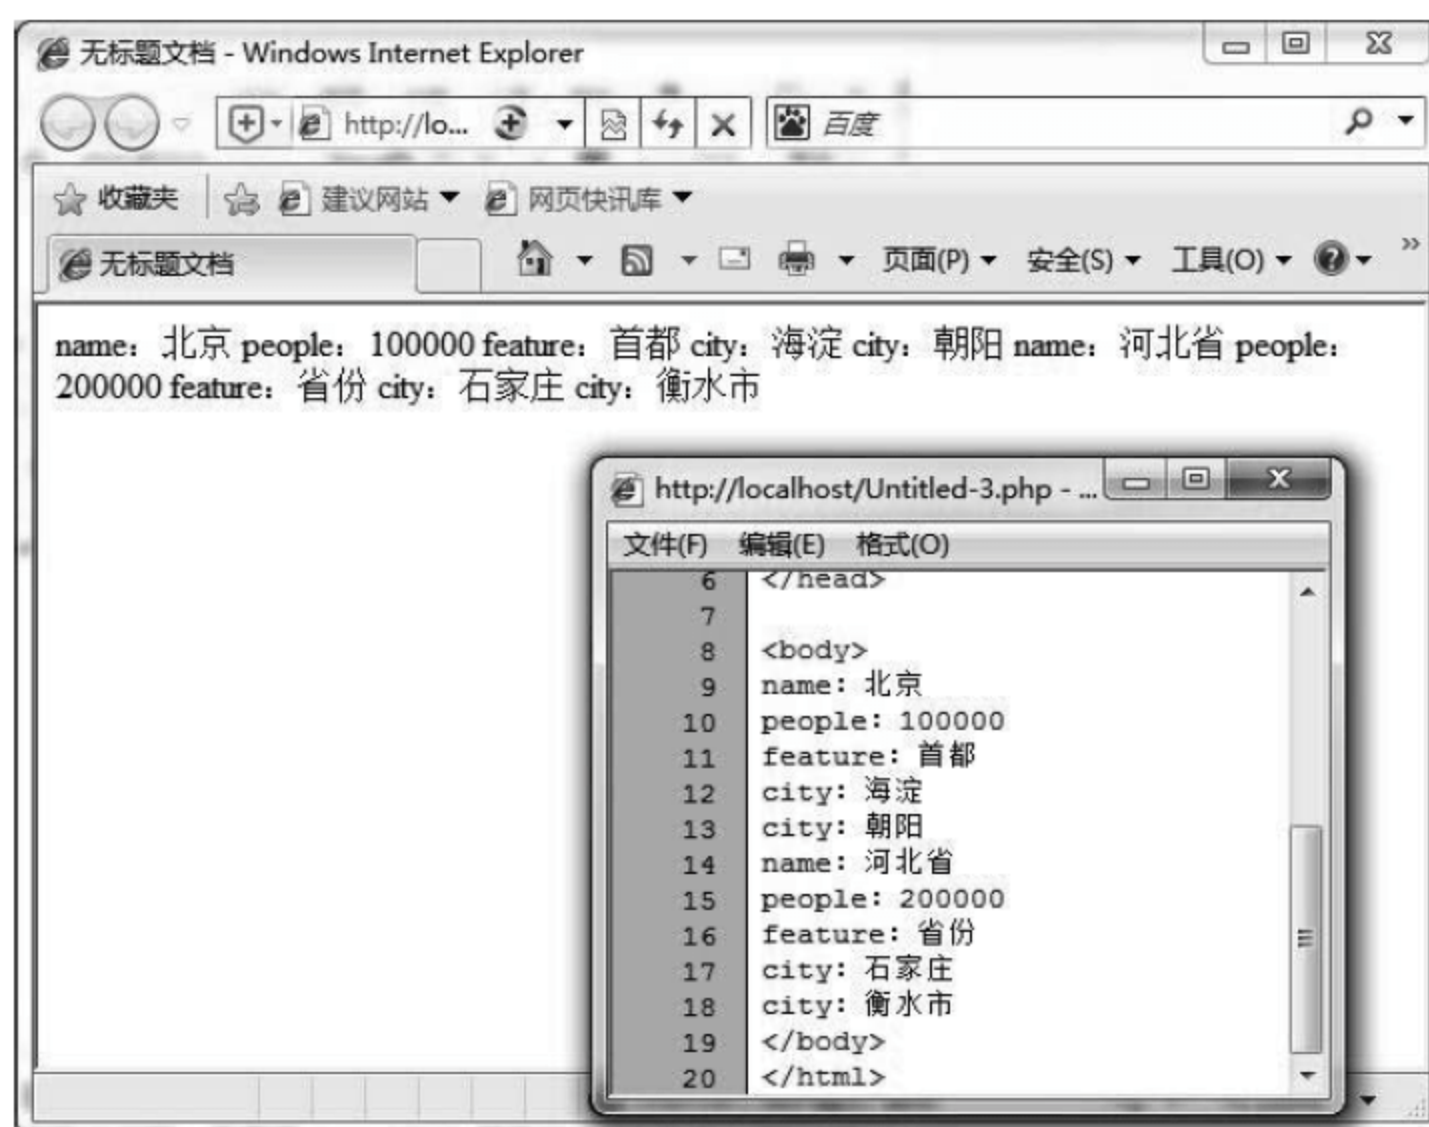 无标题文档 - Windows Internet Explorer
http://lo... 百度
收藏夹 建议网站 网页快讯库
无标题文档 页面(P) 安全(S) 工具(O) »
name：北京 people：100000 feature：首都 city：海淀 city：朝阳 name：河北省 people：
200000 feature：省份 city：石家庄 city：衡水市
http://localhost/Untitled-3.php - ...
文件(F) 编辑(E) 格式(O)
6 </head>
7
8 <body>
9 name：北京
10 people：100000
11 feature：首都
12 city：海淀
13 city：朝阳
14 name：河北省
15 people：200000
16 feature：省份
17 city：石家庄
18 city：衡水市
19 </body>
20 </html>